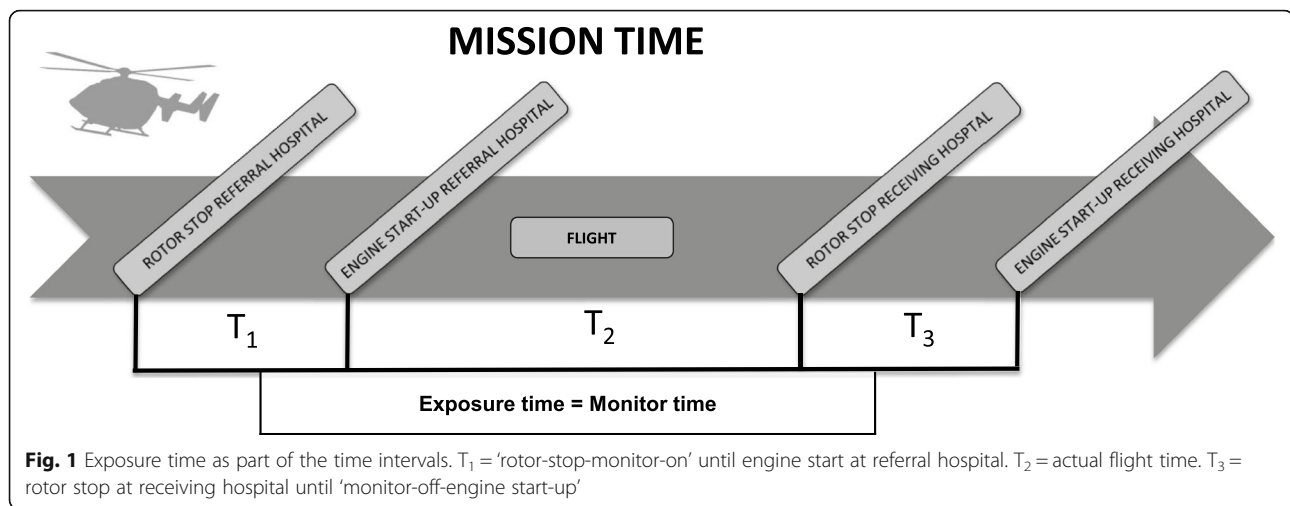 MISSION TIME
ROTOR STOP REFERRAL HOSPITAL
ENGINE START-UP REFERRAL HOSPITAL
FLIGHT
ROTOR STOP RECEIVING HOSPTAL
ENGINE START-UP RECEIVING HOSPITAL
T₁
T₂
T₃
Exposure time = Monitor time
Fig. 1 Exposure time as part of the time intervals. T₁ = ‘rotor-stop-monitor-on’ until engine start at referral hospital. T₂ = actual flight time. T₃ =
rotor stop at receiving hospital until ‘monitor-off-engine start-up’